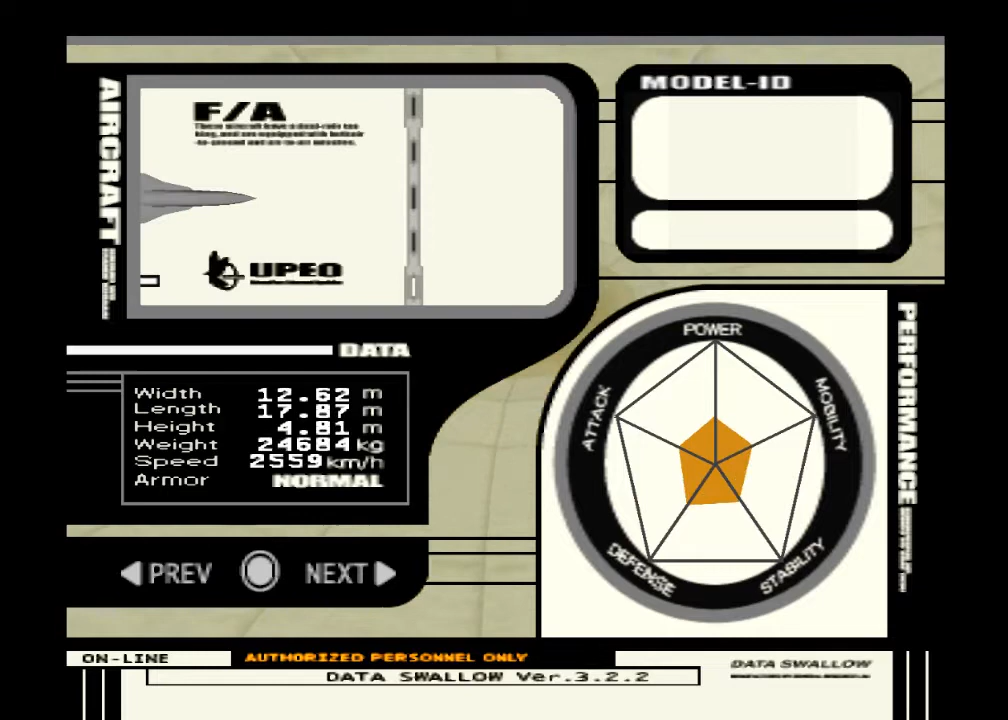 AIRCRAFT
F/A
UPEO
MODEL-ID
DATA
Width 12.62 m
Length 17.87 m
Height 4.81 m
Weight 24684 kg
Speed 2559 km/h
Armor NORMAL
PREV
NEXT
PERFORMANCE
POWER
MOBILITY
STABILITY
DEFENSE
ATTACK
ON-LINE
AUTHORIZED PERSONNEL ONLY
DATA SWALLOW Ver.3.2.2
DATA SWALLOW